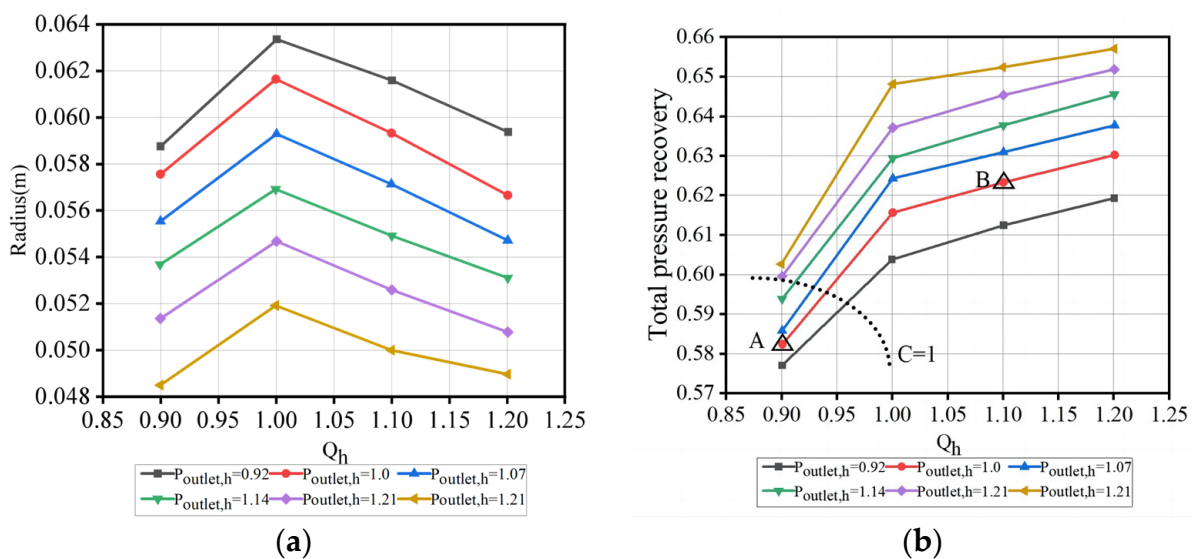 0.064
0.062
0.060
0.058
0.056
0.054
0.052
0.050
0.048
Radius(m)
0.85 0.90 0.95 1.00 1.05 1.10 1.15 1.20 1.25
Qh
Poutlet,h=0.92 Poutlet,h=1.0 Poutlet,h=1.07
Poutlet,h=1.14 Poutlet,h=1.21 Poutlet,h=1.21
(a)
0.66
0.65
0.64
0.63
0.62
0.61
0.60
0.59
0.58
0.57
Total pressure recovery
A
B
C=1
0.85 0.90 0.95 1.00 1.05 1.10 1.15 1.20 1.25
Qh
Poutlet,h=0.92 Poutlet,h=1.0 Poutlet,h=1.07
Poutlet,h=1.14 Poutlet,h=1.21 Poutlet,h=1.21
(b)